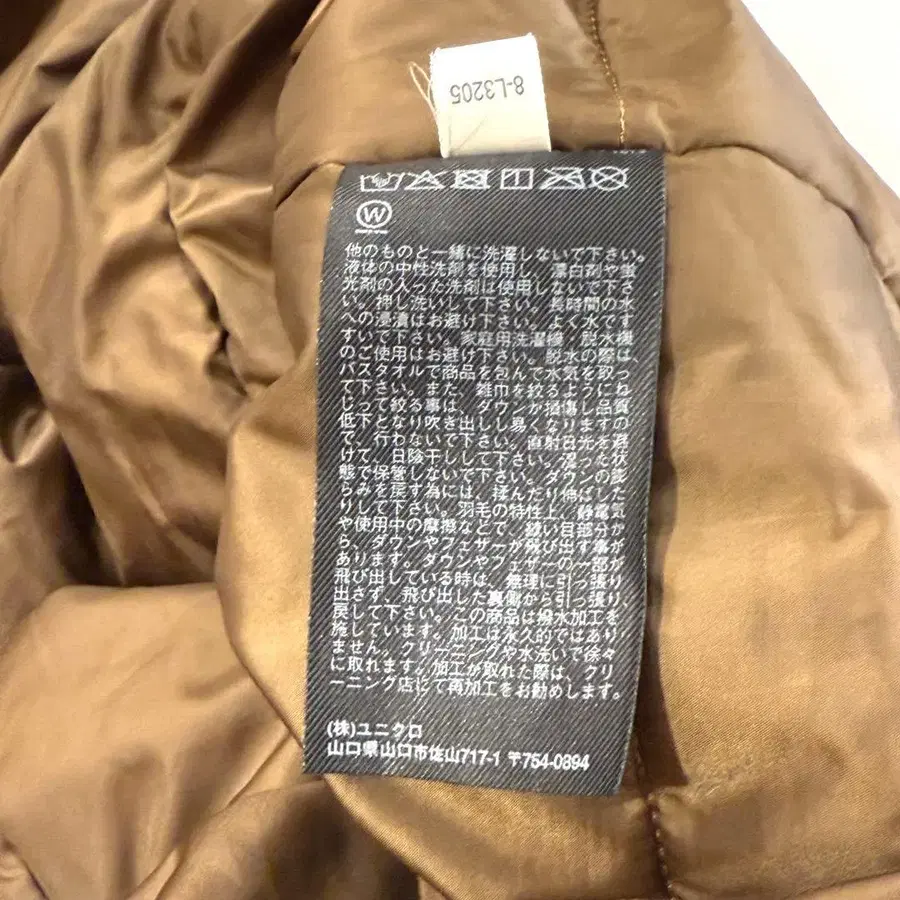 8-L3205
W
他のものと一緒に洗濯しないで下さい。
液体の中性洗剤を使用し、漂白剤や蛍
光剤の入った洗剤は使用しないで下さ
い。押し洗いして下さい。長時間の水
への浸漬はお避け下さい。よく水です
すいで下さい。家庭用洗濯機、脱水機
のご使用はお避け下さい。脱水の際は、
バスタオルで商品を包んで水気を取っ
て下さい。また、雑巾を絞るようにね
じって絞る事は、ダウンが損傷し品質
低下となり吹き出しし易くなりますの
で、行わないで下さい。直射日光を避
けて、日陰干しして下さい。湿った状
態で保管しないで下さい。ダウンの膨
らみを戻す為には、揉んだり伸ばした
りして下さい。羽毛の特性上、静電気
や使用中の摩擦などで、縫い目部分か
ら、ダウンやフェザーが飛び出す事が
あります。ダウンやフェザーの一部が
飛び出している時は、無理に引っ張り
出さず、飛び出した裏側から引っ張り、
戻して下さい。この商品は撥水加工を
施しています。加工は永久的ではあり
ません。クリーニングや水洗いで徐々
に取れます。加工が取れた際は、クリ
ーニング店にて再加工をお勧めします。
(株)ユニクロ
山口県山口市佐山717-1 〒754-0894